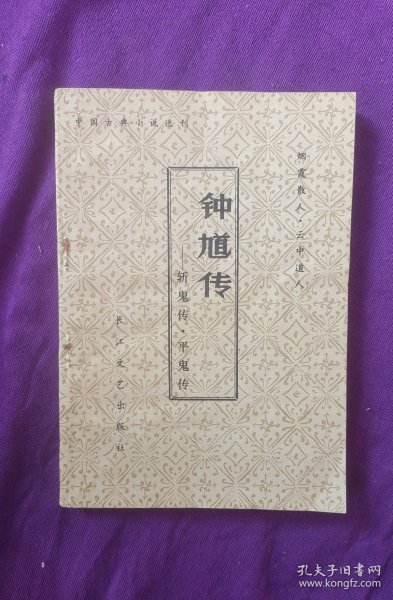 中国古典小说选刊
烟霞散人·云中道人
钟馗传
——斩鬼传·平鬼传
长江文艺出版社
孔夫子旧书网
www.kongfz.com